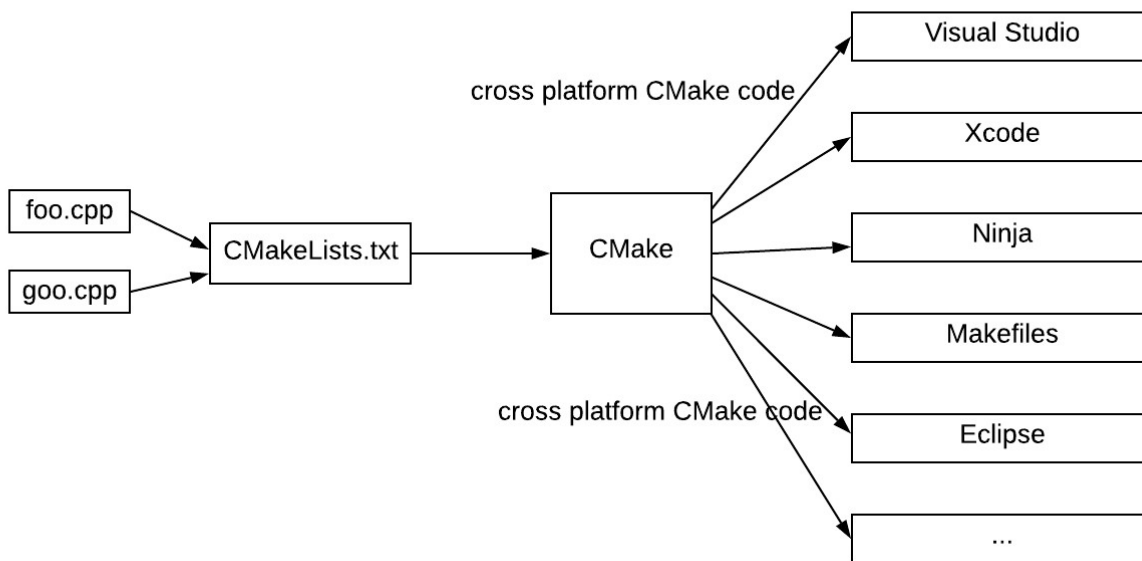 foo.cpp
goo.cpp
CMakeLists.txt
cross platform CMake code
CMake
cross platform CMake code
Visual Studio
Xcode
Ninja
Makefiles
Eclipse
...